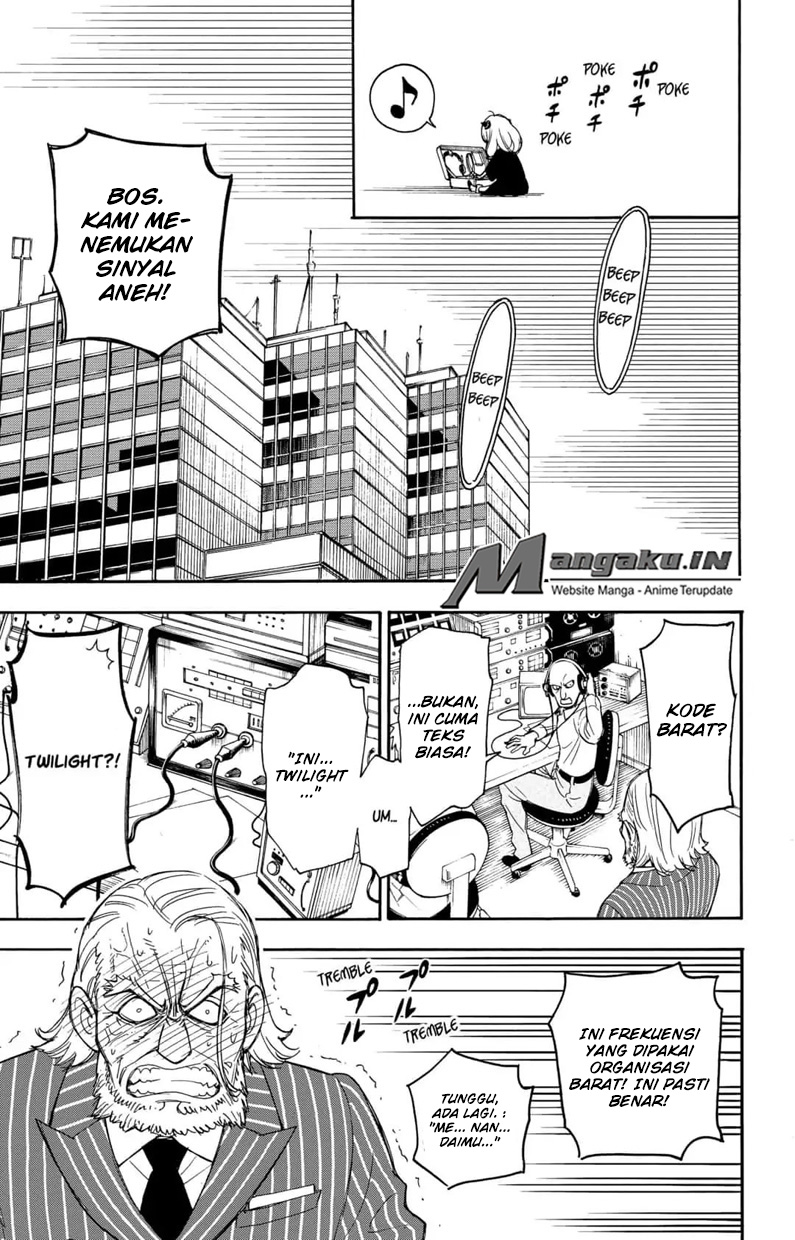 POKE
ポチ
POKE
ポチ
POKE
ポチ
BOS.
KAMI ME-
NEMUKAN
SINYAL
ANEH!
BEEP
BEEP
BEEP
BEEP
BEEP
Mangaku.IN
Website Manga - Anime Terupdate
KODE
BARAT?
...BUKAN,
INI CUMA
TEKS
BIASA!
UM...
"INI...
TWILIGHT
..."
TWILIGHT?!
INI FREKUENSI
YANG DIPAKAI
ORGANISASI
BARAT! INI PASTI
BENAR!
TUNGGU,
ADA LAGI. :
"ME... NAN...
DAIMU..."
TREMBLE
プル
プル
TREMBLE